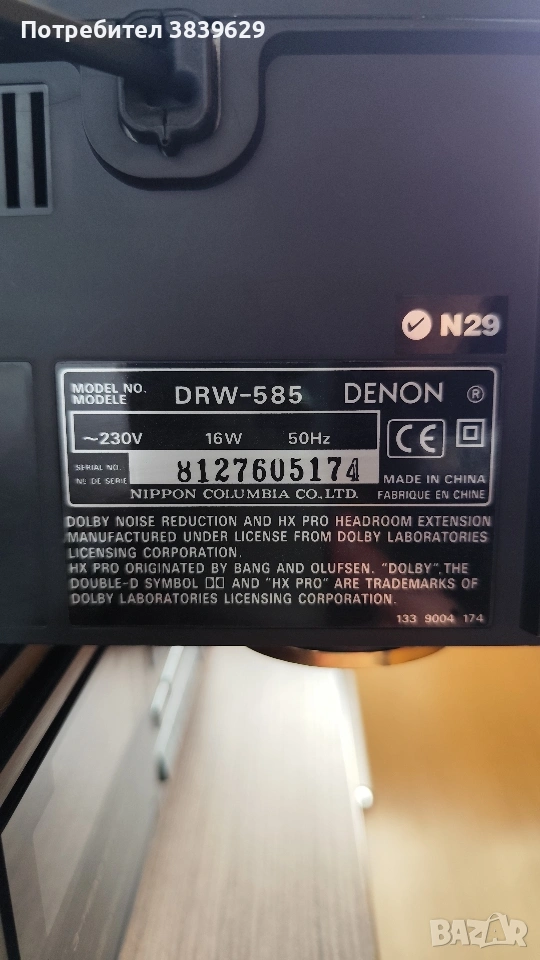 Потребител 3839629
N29
MODEL NO. DRW-585 DENON ®
MODÈLE
~230V 16W 50Hz
CE
SERIAL NO. 8127605174
No DE SERIE
MADE IN CHINA
NIPPON COLUMBIA CO., LTD. FABRIQUE EN CHINE
DOLBY NOISE REDUCTION AND HX PRO HEADROOM EXTENSION
MANUFACTURED UNDER LICENSE FROM DOLBY LABORATORIES
LICENSING CORPORATION.
HX PRO ORIGINATED BY BANG AND OLUFSEN. "DOLBY", THE
DOUBLE-D SYMBOL AND "HX PRO" ARE TRADEMARKS OF
DOLBY LABORATORIES LICENSING CORPORATION.
133 9004 174
BAZAR